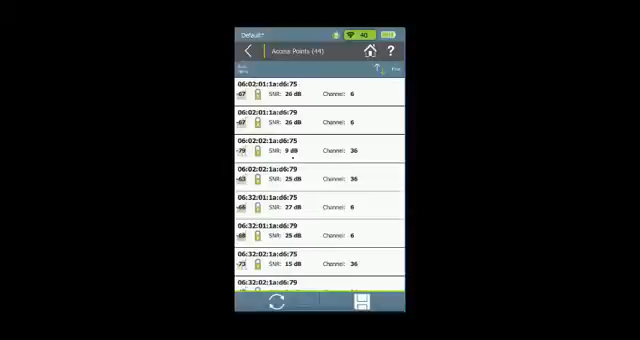 Default*
4G
Access Points (44)
?
06:02:01:1a:d6:75
-67 SNR: 26 dB Channel: 6
06:02:01:1a:d6:79
-67 SNR: 26 dB Channel: 6
06:02:02:1a:d6:75
-79 SNR: 9 dB Channel: 36
06:02:02:1a:d6:79
-63 SNR: 25 dB Channel: 36
06:32:01:1a:d6:75
-66 SNR: 27 dB Channel: 6
06:32:01:1a:d6:79
-68 SNR: 25 dB Channel: 6
06:32:02:1a:d6:75
-73 SNR: 15 dB Channel: 36
06:32:02:1a:d6:79